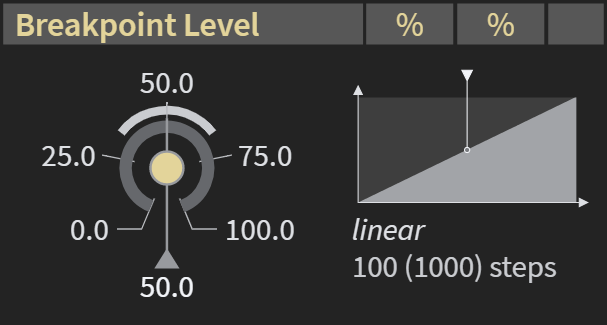 Breakpoint Level % %
50.0
25.0 75.0
0.0 100.0
50.0
linear
100 (1000) steps